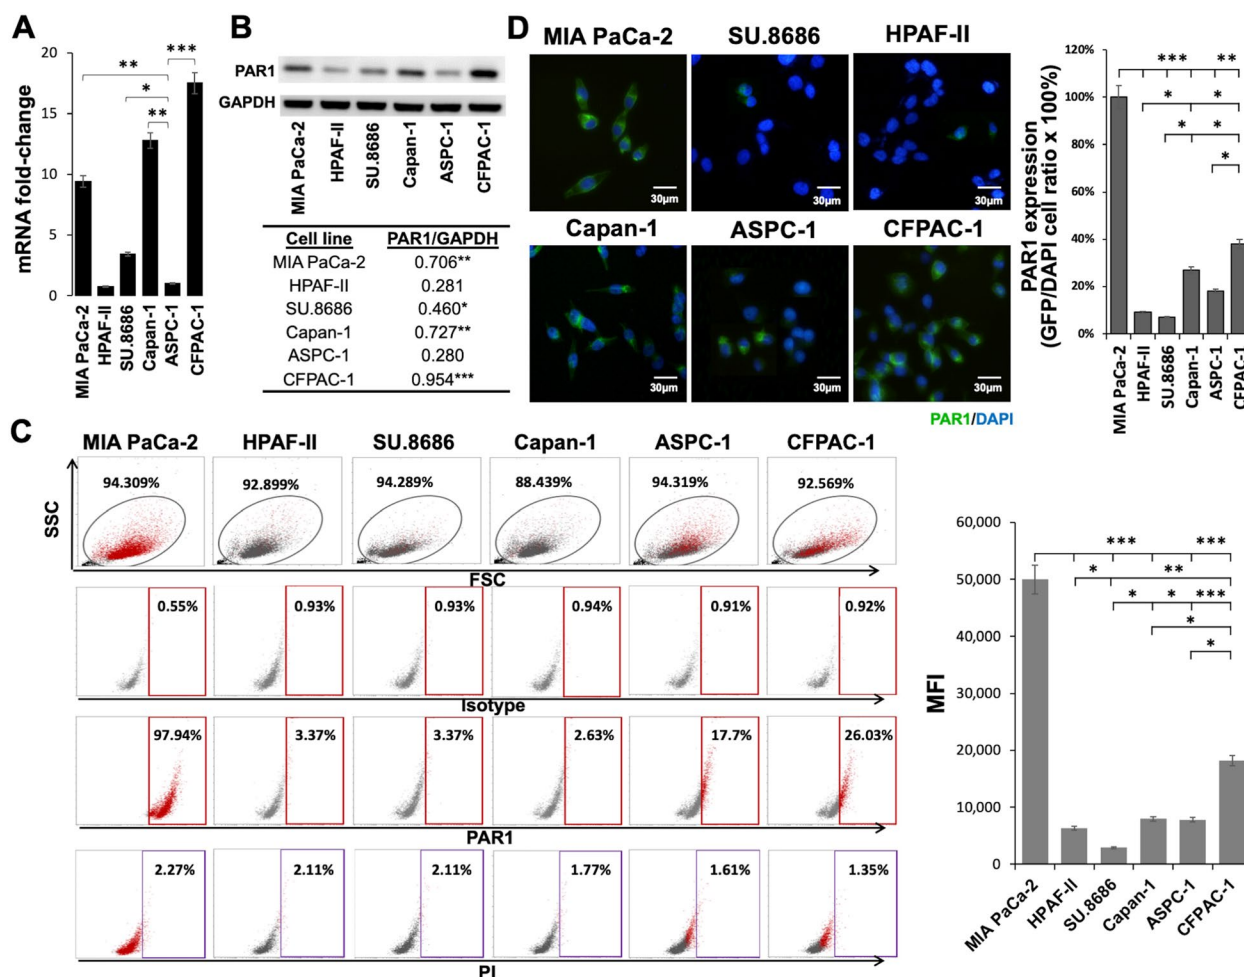 A
mRNA fold-change
20
15
10
5
0
** * ** ***
MIA PaCa-2
HPAF-II
SU.8686
Capan-1
ASPC-1
CFPAC-1
B
PAR1
GAPDH
MIA PaCa-2
HPAF-II
SU.8686
Capan-1
ASPC-1
CFPAC-1
Cell line PAR1/GAPDH
MIA PaCa-2 0.706**
HPAF-II 0.281
SU.8686 0.460*
Capan-1 0.727**
ASPC-1 0.280
CFPAC-1 0.954***
D
MIA PaCa-2 SU.8686 HPAF-II
30µm 30µm 30µm
Capan-1 ASPC-1 CFPAC-1
30µm 30µm 30µm
PAR1/DAPI
PAR1 expression
(GFP/DAPI cell ratio x 100%)
120%
100%
80%
60%
40%
20%
0%
*** **
* *
* *
*
MIA PaCa-2
HPAF-II
SU.8686
Capan-1
ASPC-1
CFPAC-1
C
MIA PaCa-2 HPAF-II SU.8686 Capan-1 ASPC-1 CFPAC-1
SSC
94.309% 92.899% 94.289% 88.439% 94.319% 92.569%
FSC
0.55% 0.93% 0.93% 0.94% 0.91% 0.92%
Isotype
97.94% 3.37% 3.37% 2.63% 17.7% 26.03%
PAR1
2.27% 2.11% 2.11% 1.77% 1.61% 1.35%
PI
MFI
60,000
50,000
40,000
30,000
20,000
10,000
0
*** ***
* **
* * ***
*
*
MIA PaCa-2
HPAF-II
SU.8686
Capan-1
ASPC-1
CFPAC-1